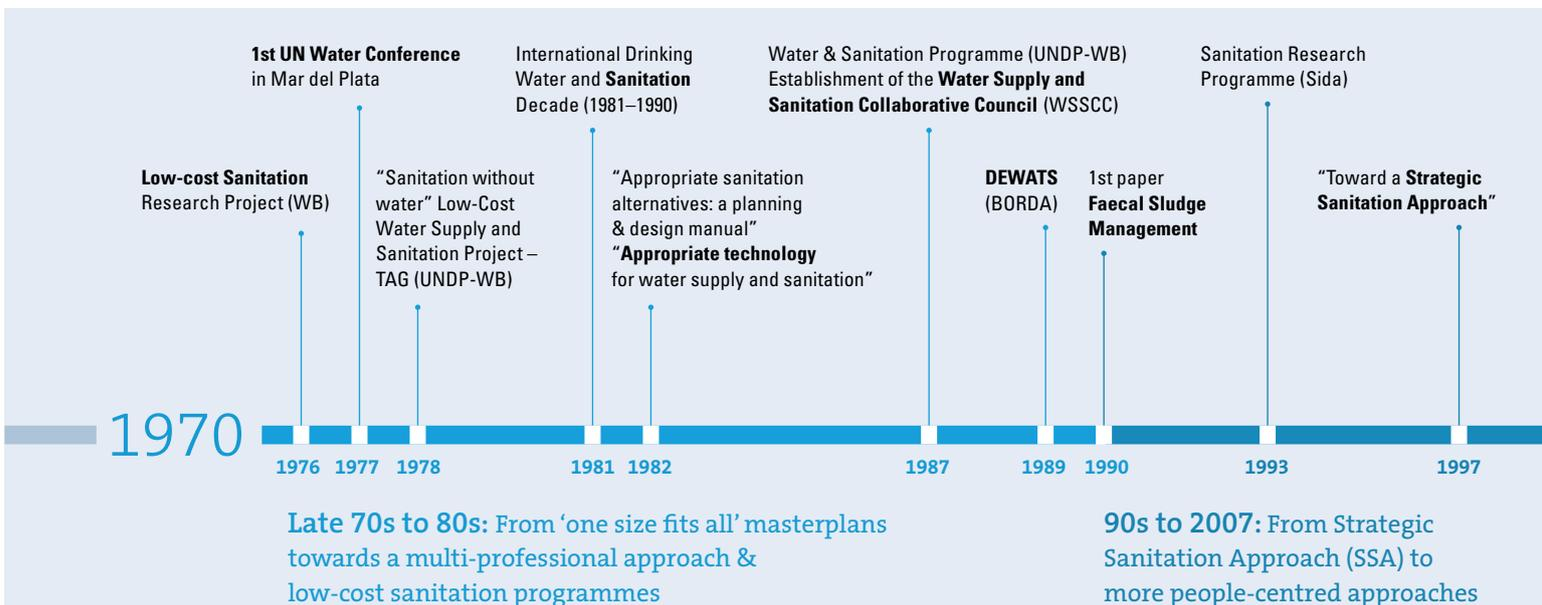 1st UN Water Conference
in Mar del Plata
International Drinking
Water and Sanitation
Decade (1981–1990)
Water & Sanitation Programme (UNDP-WB)
Establishment of the Water Supply and
Sanitation Collaborative Council (WSSCC)
Sanitation Research
Programme (Sida)
Low-cost Sanitation
Research Project (WB)
“Sanitation without
water” Low-Cost
Water Supply and
Sanitation Project –
TAG (UNDP-WB)
“Appropriate sanitation
alternatives: a planning
& design manual”
“Appropriate technology
for water supply and sanitation”
DEWATS
(BORDA)
1st paper
Faecal Sludge
Management
“Toward a Strategic
Sanitation Approach”
1970
1976 1977 1978 1981 1982 1987 1989 1990 1993 1997
Late 70s to 80s: From ‘one size fits all’ masterplans
towards a multi-professional approach &
low-cost sanitation programmes
90s to 2007: From Strategic
Sanitation Approach (SSA) to
more people-centred approaches